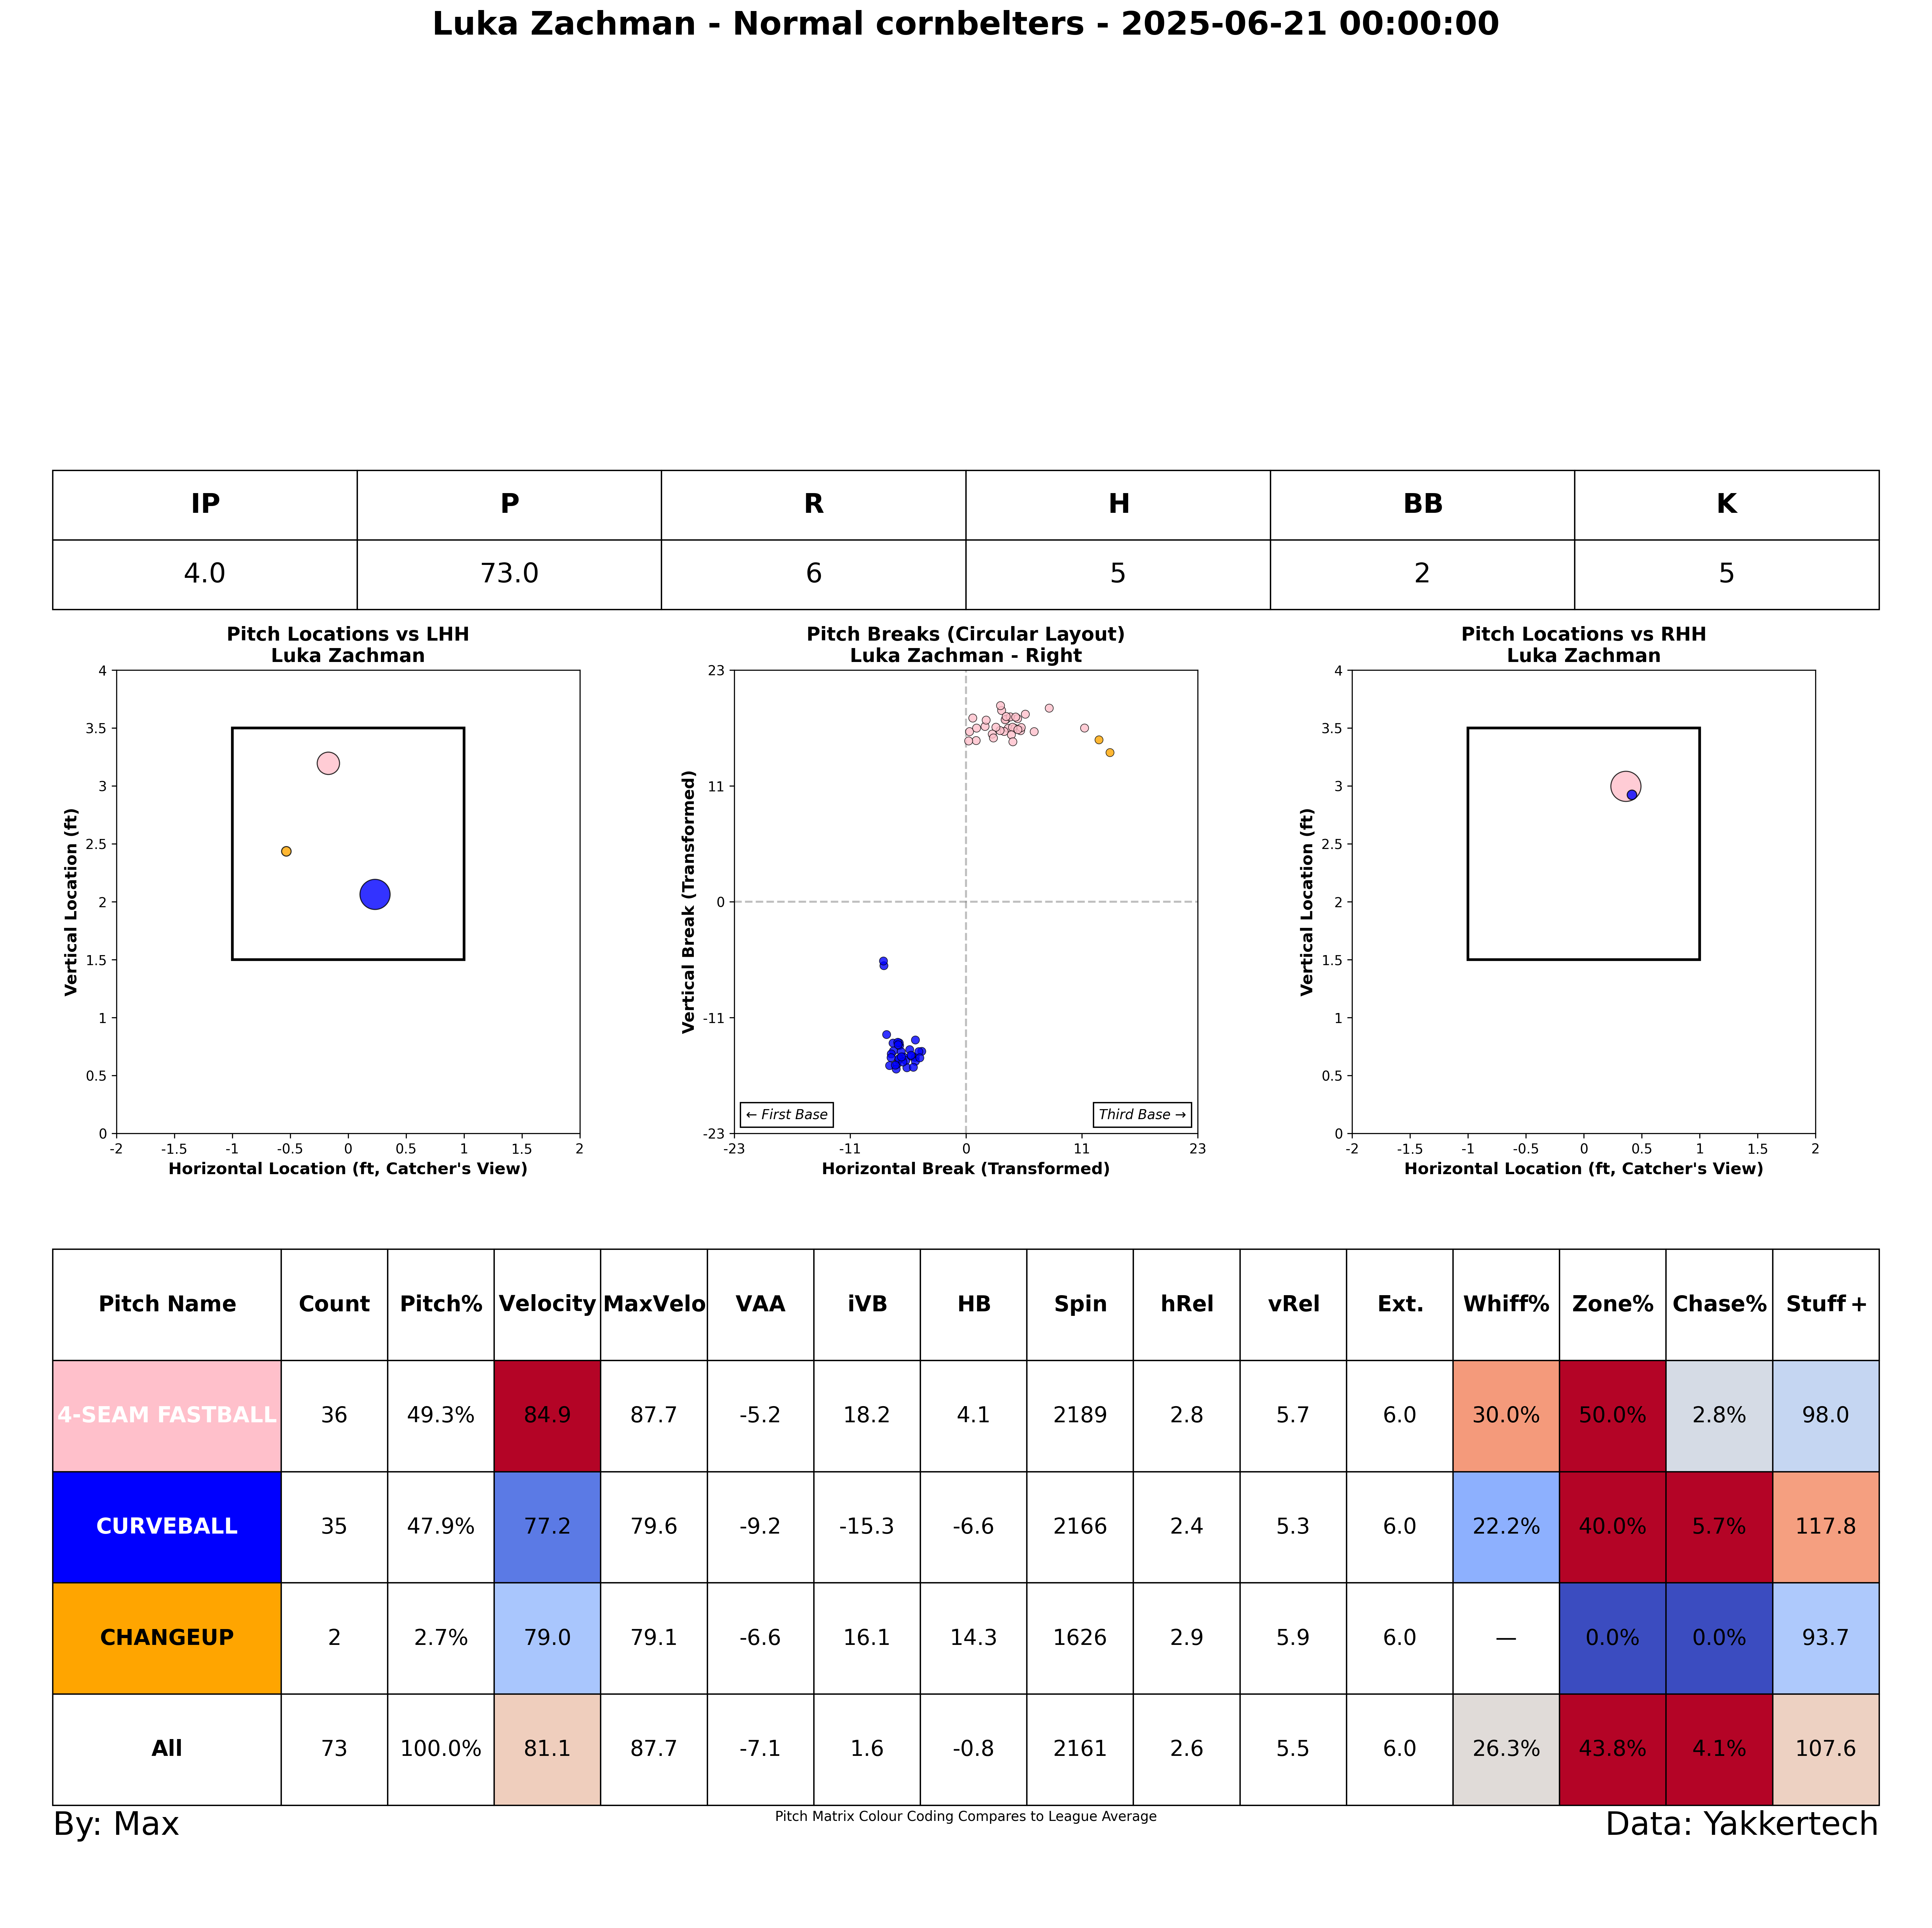 Luka Zachman - Normal cornbelters - 2025-06-21 00:00:00
IP P R H BB K
4.0 73.0 6 5 2 5
Pitch Locations vs LHH
Luka Zachman
4
3.5
3
2.5
2
1.5
1
0.5
0
-2 -1.5 -1 -0.5 0 0.5 1 1.5 2
Vertical Location (ft)
Horizontal Location (ft, Catcher's View)
Pitch Breaks (Circular Layout)
Luka Zachman - Right
23
11
0
-11
-23
-23 -11 0 11 23
Vertical Break (Transformed)
← First Base
Third Base →
Horizontal Break (Transformed)
Pitch Locations vs RHH
Luka Zachman
4
3.5
3
2.5
2
1.5
1
0.5
0
-2 -1.5 -1 -0.5 0 0.5 1 1.5 2
Vertical Location (ft)
Horizontal Location (ft, Catcher's View)
Pitch Name Count Pitch% Velocity MaxVelo VAA iVB HB Spin hRel vRel Ext. Whiff% Zone% Chase% Stuff+
4-SEAM FASTBALL 36 49.3% 84.9 87.7 -5.2 18.2 4.1 2189 2.8 5.7 6.0 30.0% 50.0% 2.8% 98.0
CURVEBALL 35 47.9% 77.2 79.6 -9.2 -15.3 -6.6 2166 2.4 5.3 6.0 22.2% 40.0% 5.7% 117.8
CHANGEUP 2 2.7% 79.0 79.1 -6.6 16.1 14.3 1626 2.9 5.9 6.0 — 0.0% 0.0% 93.7
All 73 100.0% 81.1 87.7 -7.1 1.6 -0.8 2161 2.6 5.5 6.0 26.3% 43.8% 4.1% 107.6
By: Max
Pitch Matrix Colour Coding Compares to League Average
Data: Yakkertech